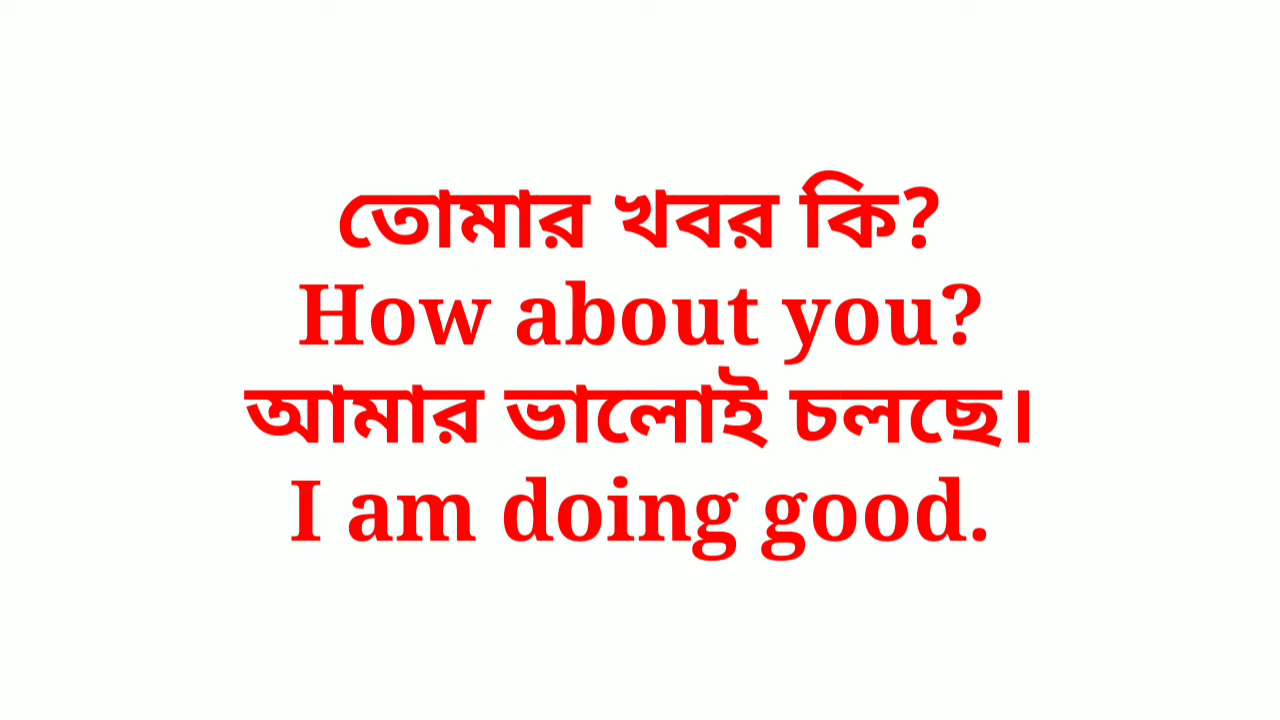 তোমার খবর কি?
How about you?
আমার ভালোই চলছে।
I am doing good.